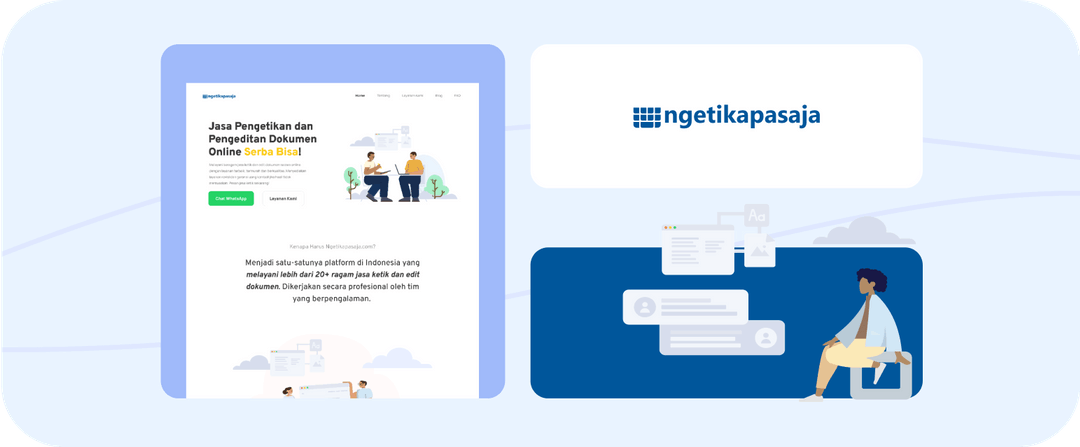 ngetikapasaja
Home Tentang Layanan Kami Blog
Jasa Pengetikan dan
Pengeditan Dokumen
Online Serba Bisa!
Chat WhatsApp Layanan Kami
Kenapa Harus Ngetikapasaja.com?
Menjadi satu-satunya platform di Indonesia yang
melayani lebih dari 20+ ragam jasa ketik dan edit
dokumen. Dikerjakan secara profesional oleh tim
yang berpengalaman.
ngetikapasaja
Aa